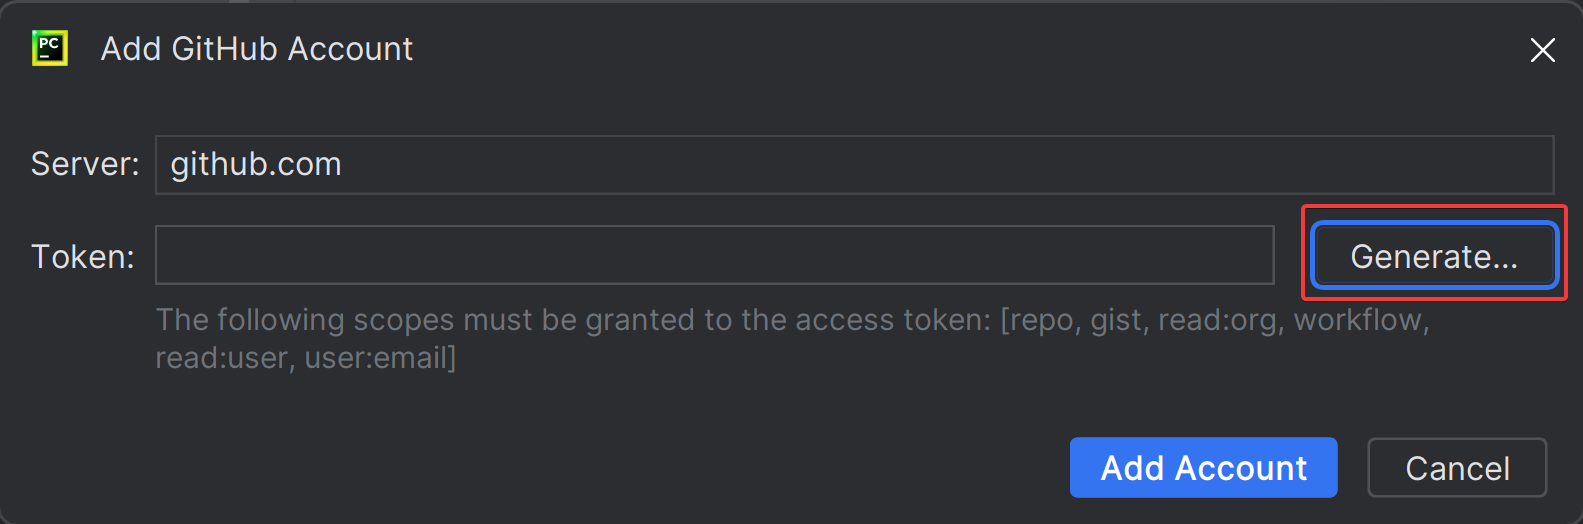 PC
Add GitHub Account
Server: github.com
Token: Generate...
The following scopes must be granted to the access token: [repo, gist, read:org, workflow,
read:user, user:email]
Add Account Cancel